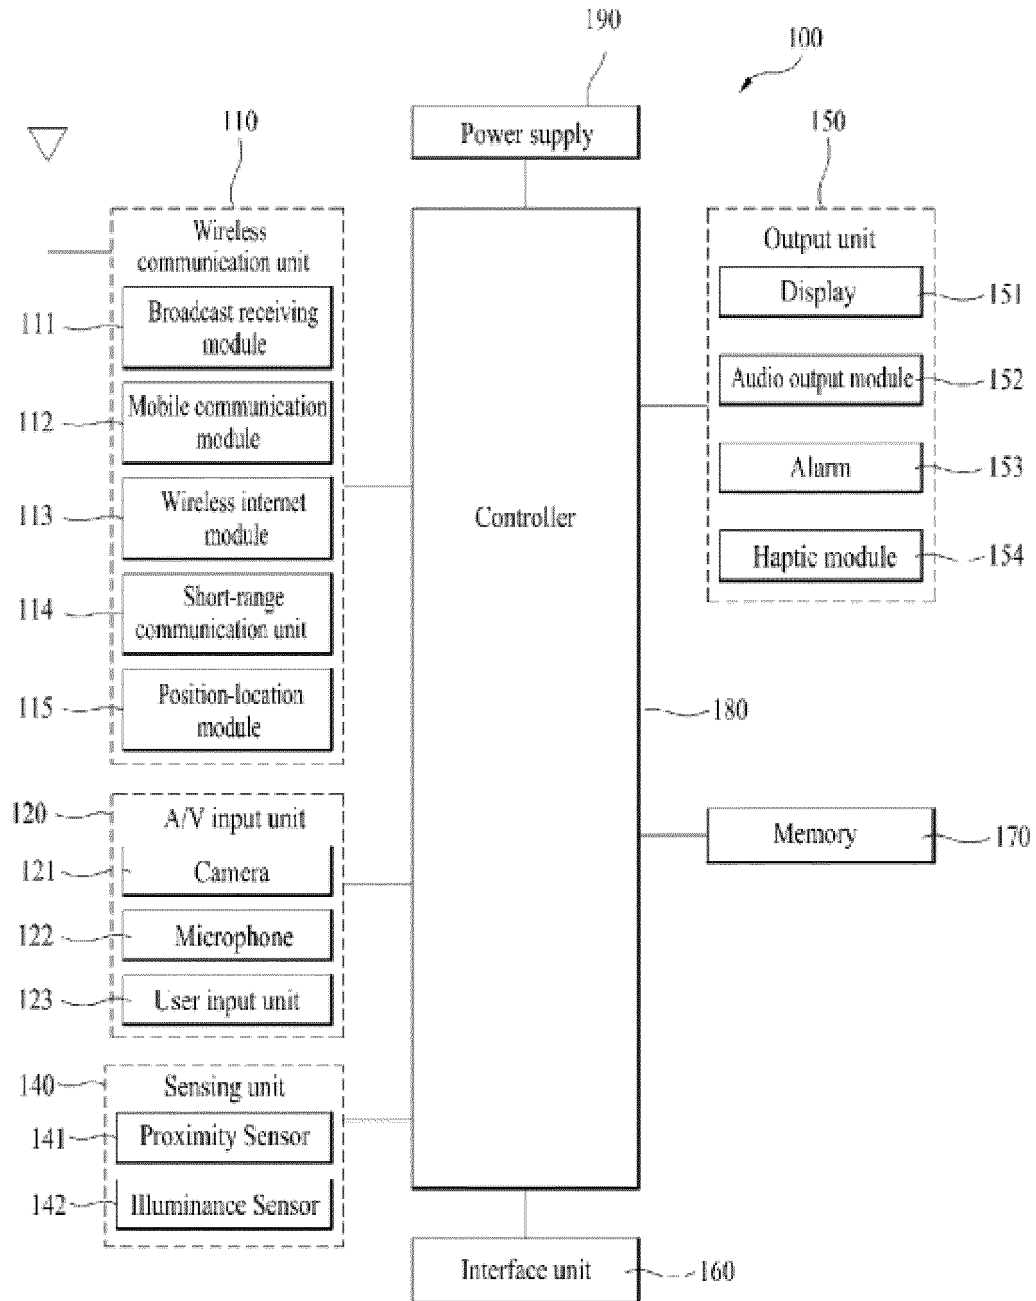 190
100
Power supply
110
150
Wireless
communication unit
Output unit
111
Broadcast receiving
module
Display
151
112
Mobile communication
module
Audio output module
152
113
Wireless internet
module
Alarm
153
Controller
114
Short-range
communication unit
Haptic module
154
115
Position-location
module
180
120
A/V input unit
Memory
170
121
Camera
122
Microphone
123
User input unit
140
Sensing unit
141
Proximity Sensor
142
Illuminance Sensor
Interface unit
160